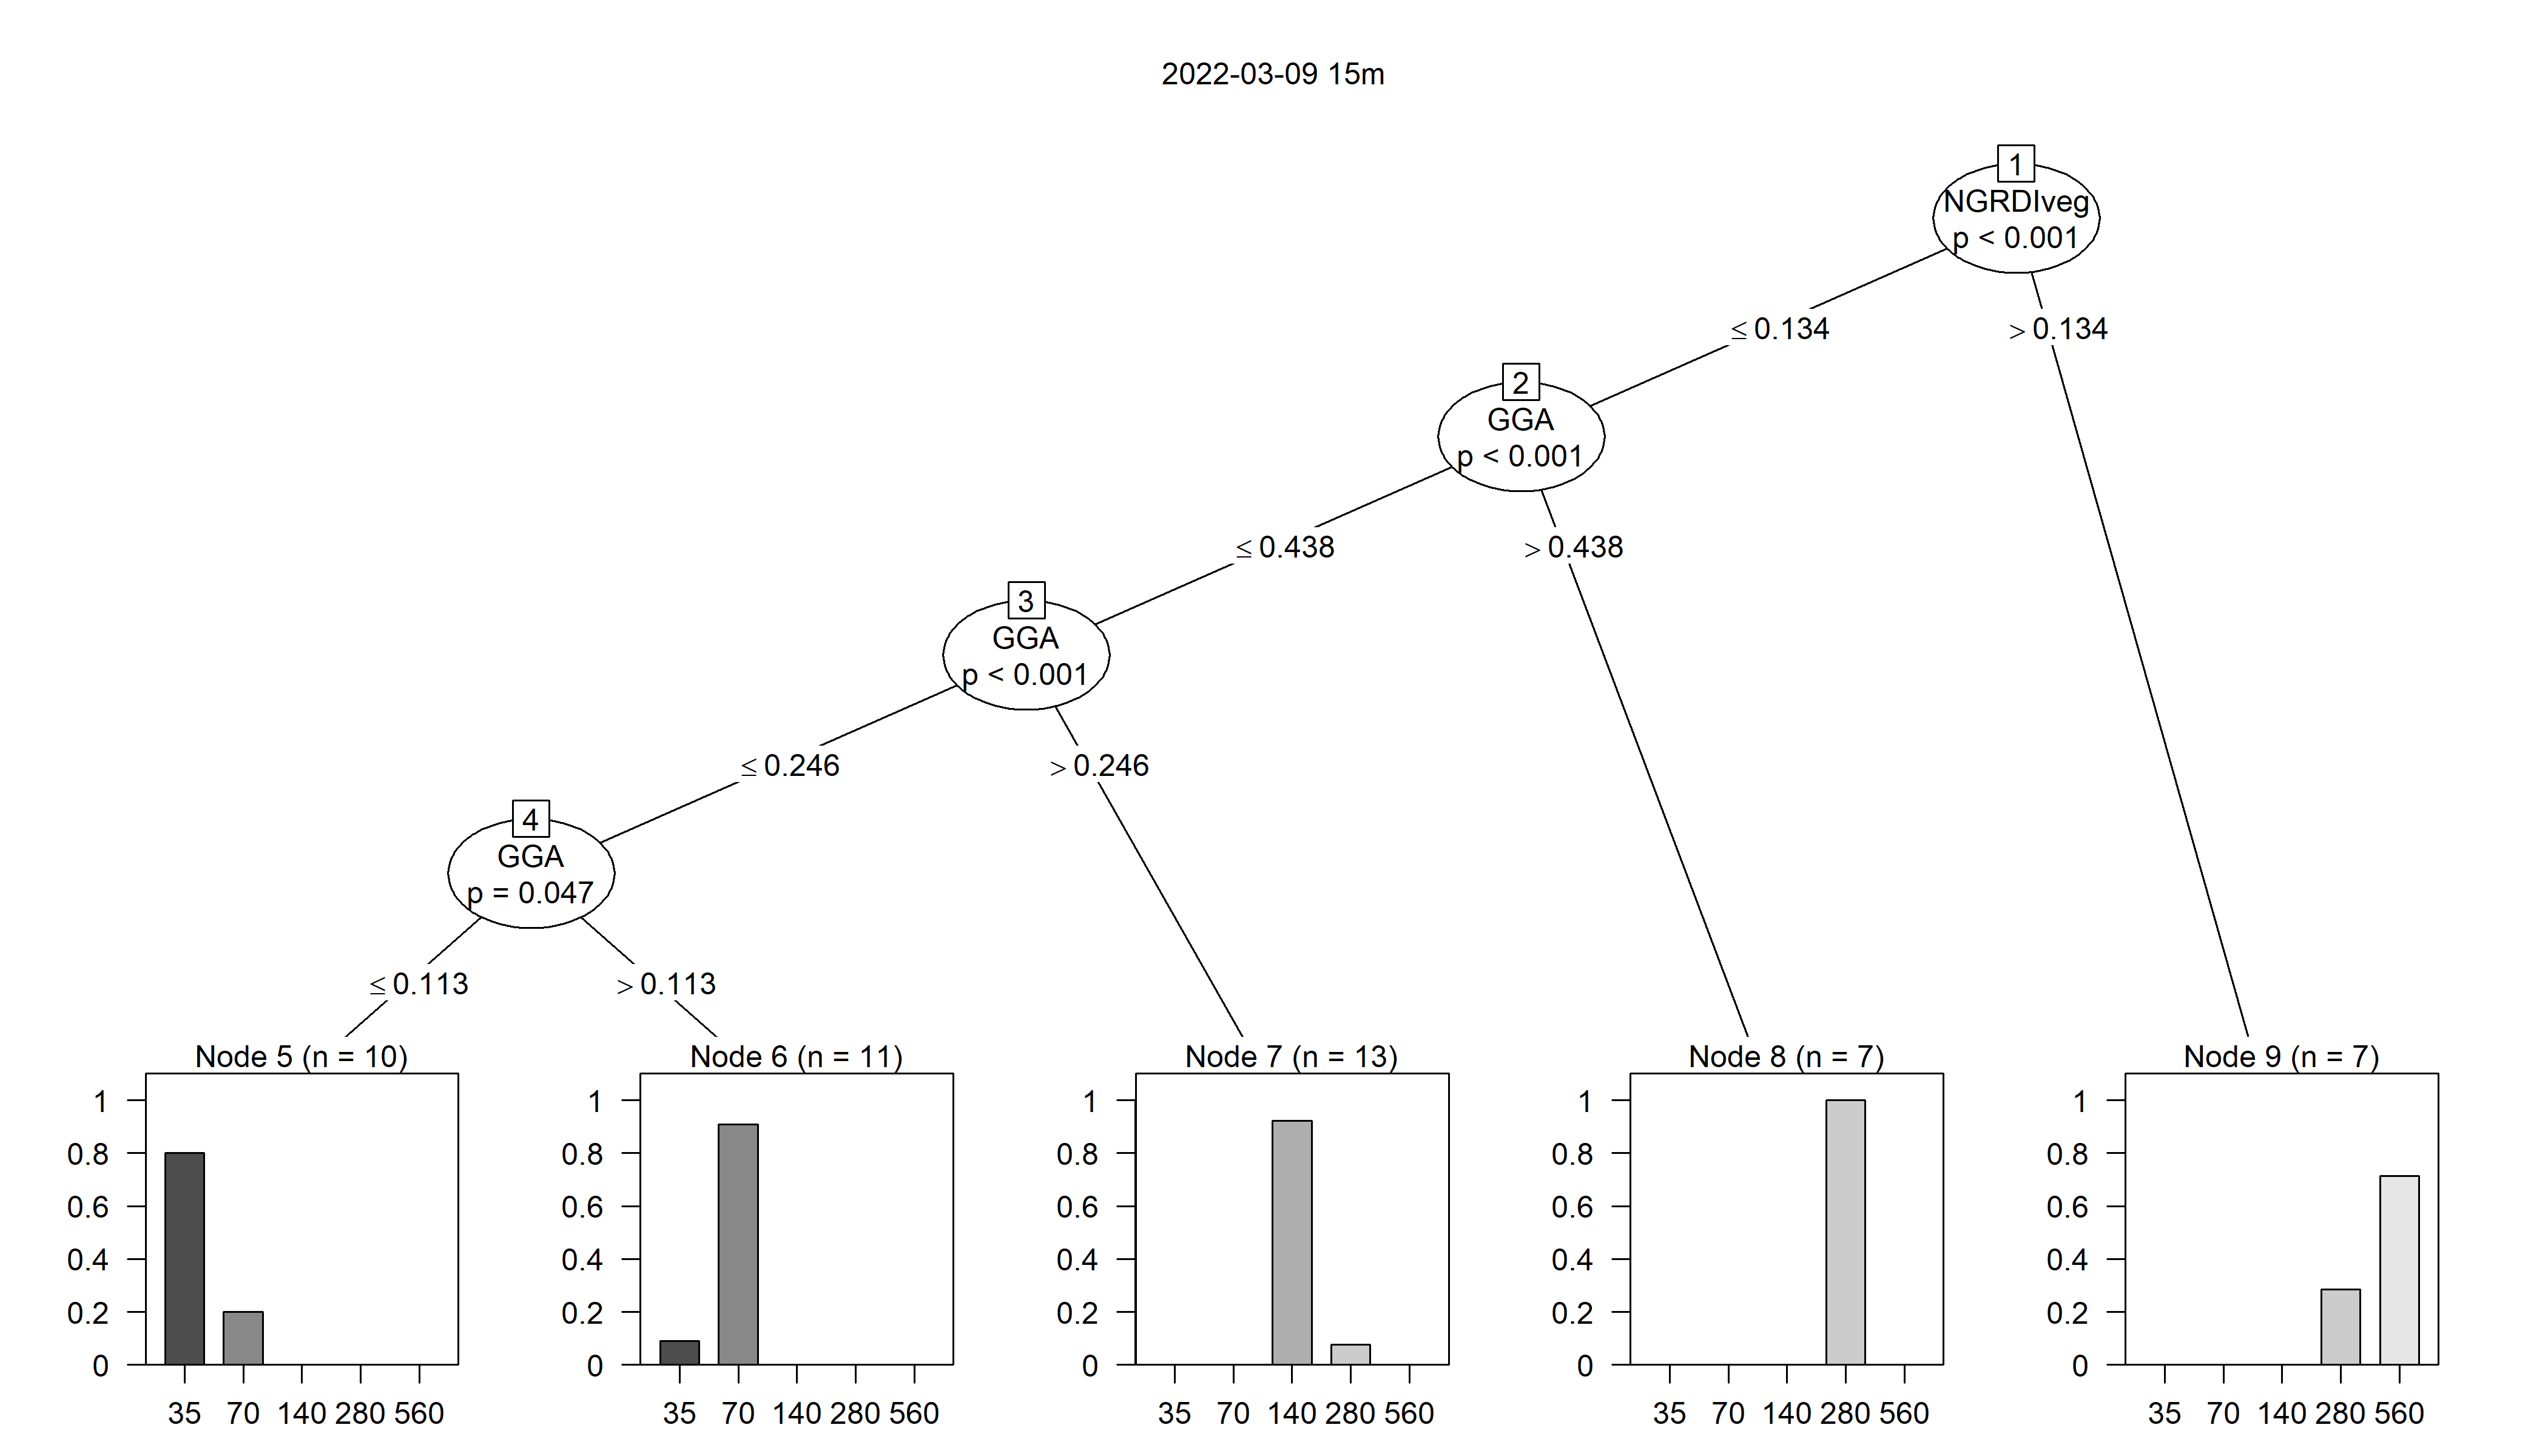 2022-03-09 15m
1
NGRDIveg
p < 0.001
≤ 0.134
> 0.134
2
GGA
p < 0.001
≤ 0.438
> 0.438
3
GGA
p < 0.001
≤ 0.246
> 0.246
4
GGA
p = 0.047
≤ 0.113
> 0.113
Node 5 (n = 10)
1
0.8
0.6
0.4
0.2
0
35 70 140 280 560
Node 6 (n = 11)
1
0.8
0.6
0.4
0.2
0
35 70 140 280 560
Node 7 (n = 13)
1
0.8
0.6
0.4
0.2
0
35 70 140 280 560
Node 8 (n = 7)
1
0.8
0.6
0.4
0.2
0
35 70 140 280 560
Node 9 (n = 7)
1
0.8
0.6
0.4
0.2
0
35 70 140 280 560